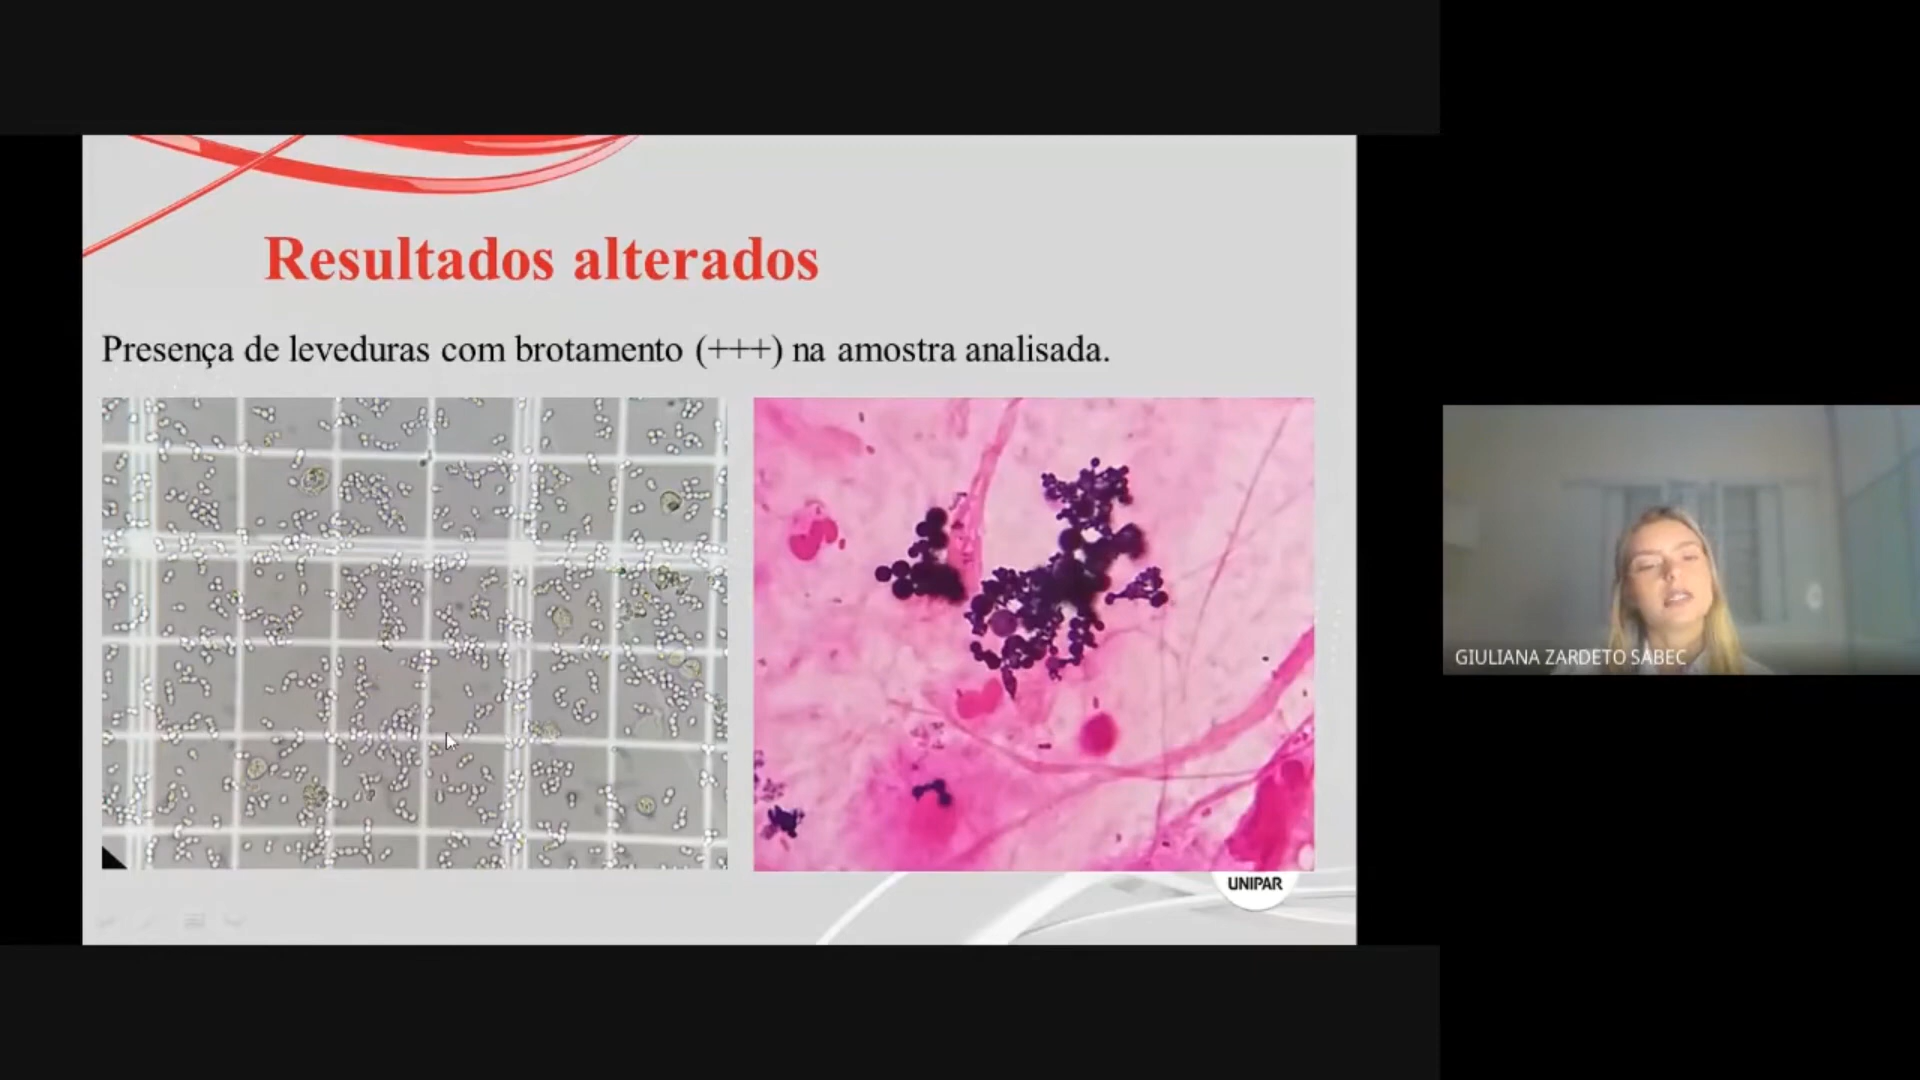 Resultados alterados
Presença de leveduras com brotamento (+++) na amostra analisada.
UNIPAR
GIULIANA ZARDETO SABEC